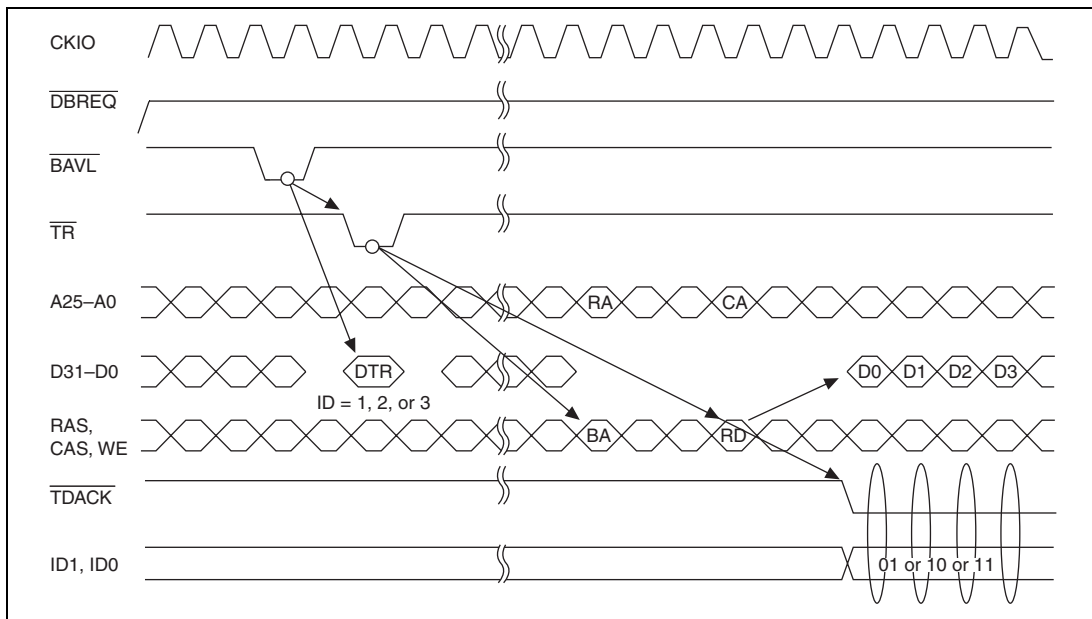 CKIO
DBREQ
BAVL
TR
A25–A0 RA CA
D31–D0 DTR D0 D1 D2 D3
ID = 1, 2, or 3
RAS,
CAS, WE BA RD
TDACK
ID1, ID0 01 or 10 or 11